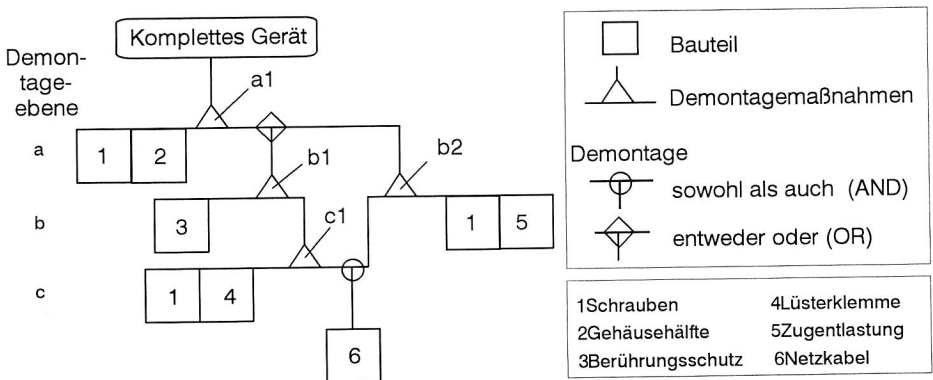 Komplettes Gerät
Demon-
tage-
ebene
a1
a
1 2
b1
b2
b
3
1 5
c1
c
1 4
6
Bauteil
Demontagemaßnahmen
Demontage
sowohl als auch (AND)
entweder oder (OR)
1Schrauben 4Lüsterklemme
2Gehäusehälfte 5Zugentlastung
3Berührungsschutz 6Netzkabel